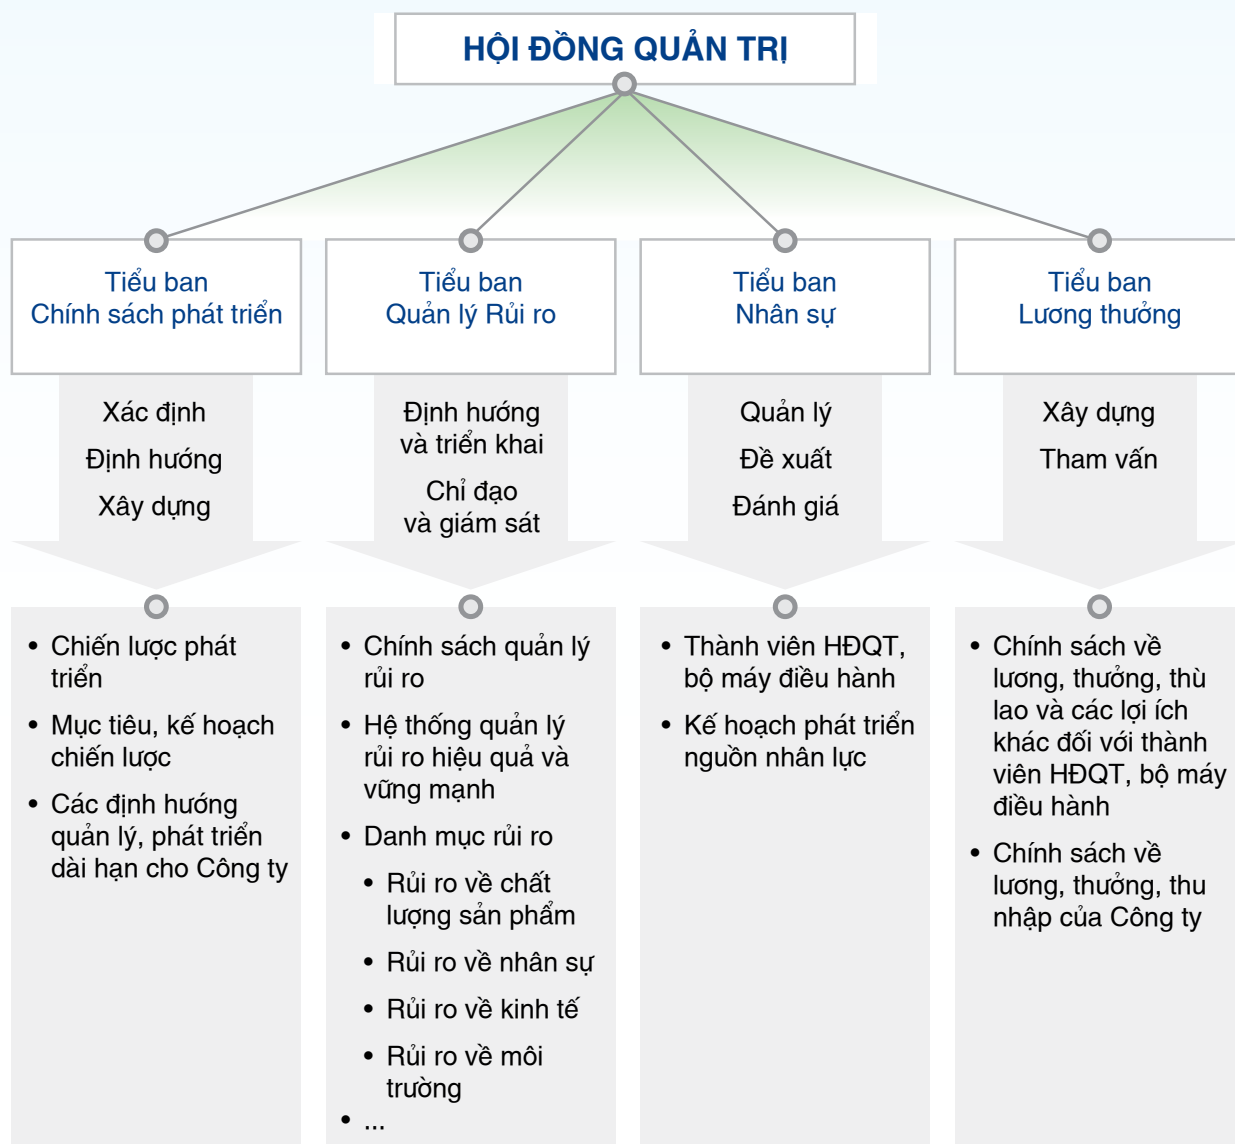 HỘI ĐỒNG QUẢN TRỊ
Tiểu ban
Chính sách phát triển
Xác định
Định hướng
Xây dựng
• Chiến lược phát
triển
• Mục tiêu, kế hoạch
chiến lược
• Các định hướng
quản lý, phát triển
dài hạn cho Công ty
Tiểu ban
Quản lý Rủi ro
Định hướng
và triển khai
Chỉ đạo
và giám sát
• Chính sách quản lý
rủi ro
• Hệ thống quản lý
rủi ro hiệu quả và
vững mạnh
• Danh mục rủi ro
• Rủi ro về chất
lượng sản phẩm
• Rủi ro về nhân sự
• Rủi ro về kinh tế
• Rủi ro về môi
trường
• ...
Tiểu ban
Nhân sự
Quản lý
Đề xuất
Đánh giá
• Thành viên HĐQT,
bộ máy điều hành
• Kế hoạch phát triển
nguồn nhân lực
Tiểu ban
Lương thưởng
Xây dựng
Tham vấn
• Chính sách về
lương, thưởng, thù
lao và các lợi ích
khác đối với thành
viên HĐQT, bộ máy
điều hành
• Chính sách về
lương, thưởng, thu
nhập của Công ty